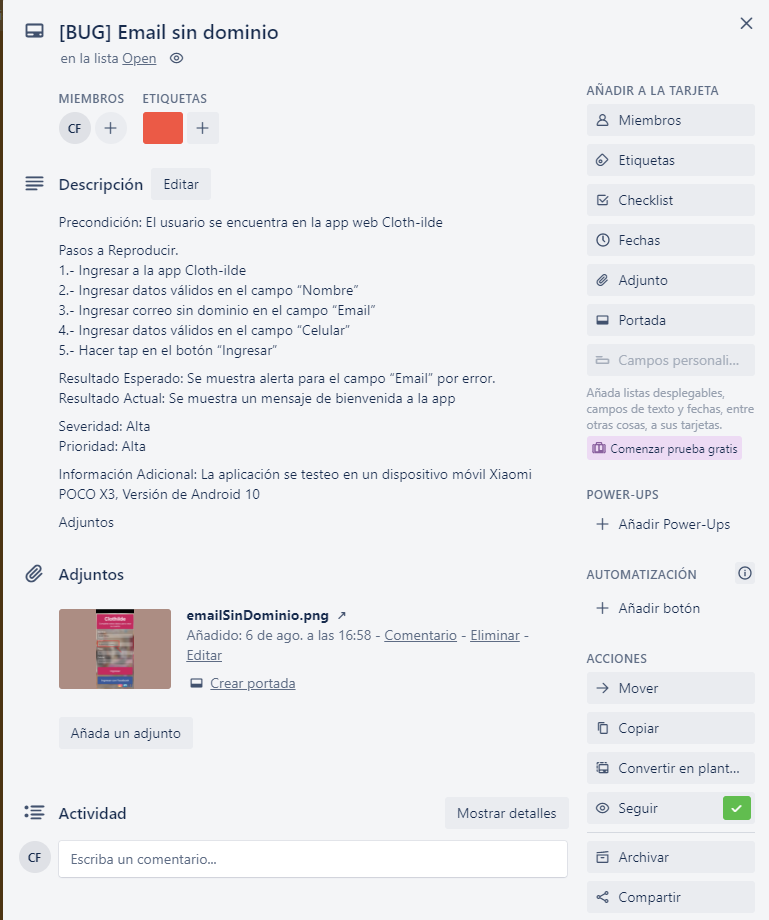 [BUG] Email sin dominio
en la lista Open
MIEMBROS
ETIQUETAS
CF
Descripción
Editar
Precondición: El usuario se encuentra en la app web Cloth-ilde
Pasos a Reproducir.
1.- Ingresar a la app Cloth-ilde
2.- Ingresar datos válidos en el campo “Nombre”
3.- Ingresar correo sin dominio en el campo “Email”
4.- Ingresar datos válidos en el campo “Celular”
5.- Hacer tap en el botón “Ingresar”
Resultado Esperado: Se muestra alerta para el campo “Email” por error.
Resultado Actual: Se muestra un mensaje de bienvenida a la app
Severidad: Alta
Prioridad: Alta
Información Adicional: La aplicación se testeo en un dispositivo móvil Xiaomi
POCO X3, Versión de Android 10
Adjuntos
Adjuntos
Clothilde
emailSinDominio.png ↗
Añadido: 6 de ago. a las 16:58 - Comentario - Eliminar -
Editar
Crear portada
Añada un adjunto
Actividad
Mostrar detalles
CF
Escriba un comentario...
AÑADIR A LA TARJETA
Miembros
Etiquetas
Checklist
Fechas
Adjunto
Portada
Campos personali...
Añada listas desplegables,
campos de texto y fechas, entre
otras cosas, a sus tarjetas.
Comenzar prueba gratis
POWER-UPS
Añadir Power-Ups
AUTOMATIZACIÓN
Añadir botón
ACCIONES
Mover
Copiar
Convertir en plant...
Seguir
Archivar
Compartir